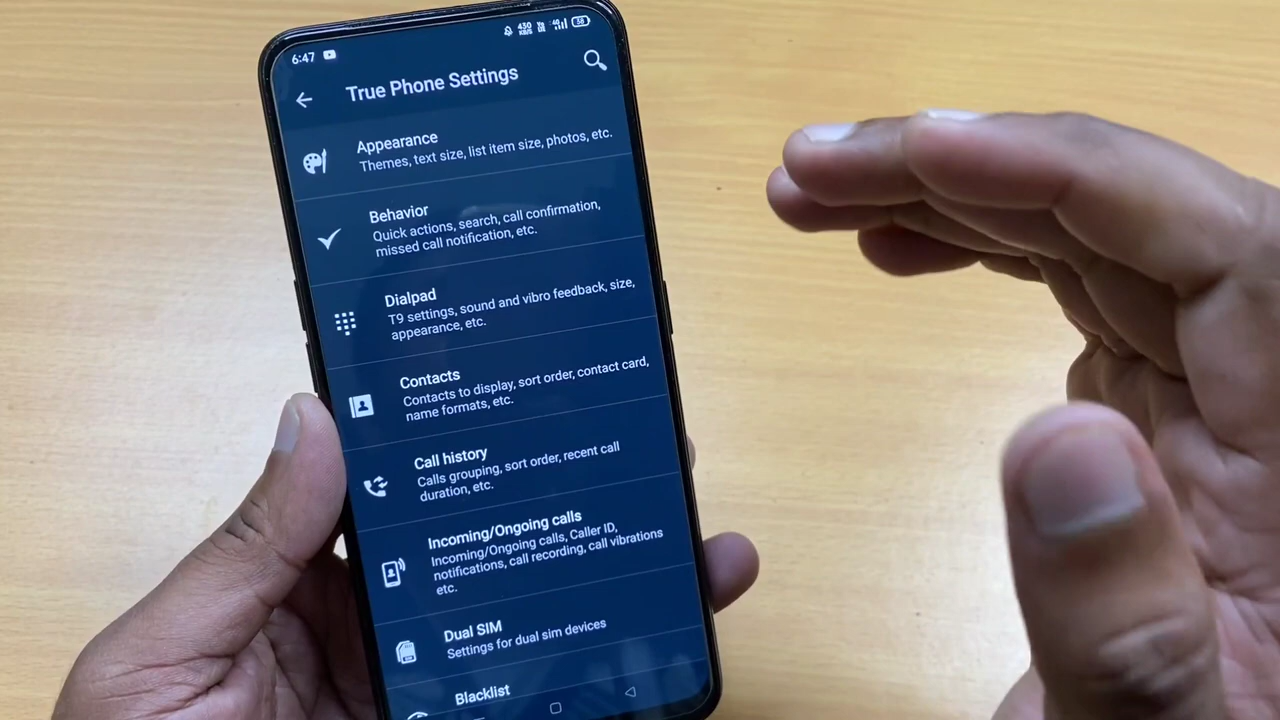 6:47
430
KB/S
4G
38
True Phone Settings
Appearance
Themes, text size, list item size, photos, etc.
Behavior
Quick actions, search, call confirmation,
missed call notification, etc.
Dialpad
T9 settings, sound and vibro feedback, size,
appearance, etc.
Contacts
Contacts to display, sort order, contact card,
name formats, etc.
Call history
Calls grouping, sort order, recent call
duration, etc.
Incoming/Ongoing calls
Incoming/Ongoing calls, Caller ID,
notifications, call recording, call vibrations
etc.
Dual SIM
Settings for dual sim devices
Blacklist